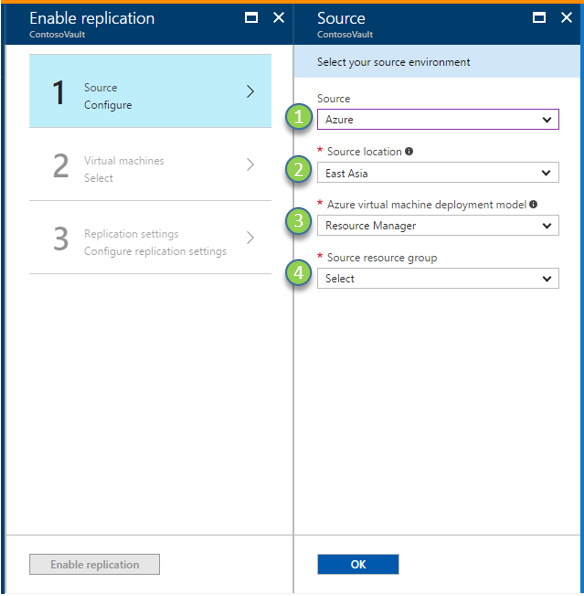 Enable replication
ContosoVault
1
Source
Configure
2
Virtual machines
Select
3
Replication settings
Configure replication settings
Enable replication
Source
ContosoVault
Select your source environment
Source
1
Azure
* Source location
2
East Asia
* Azure virtual machine deployment model
3
Resource Manager
* Source resource group
4
Select
OK